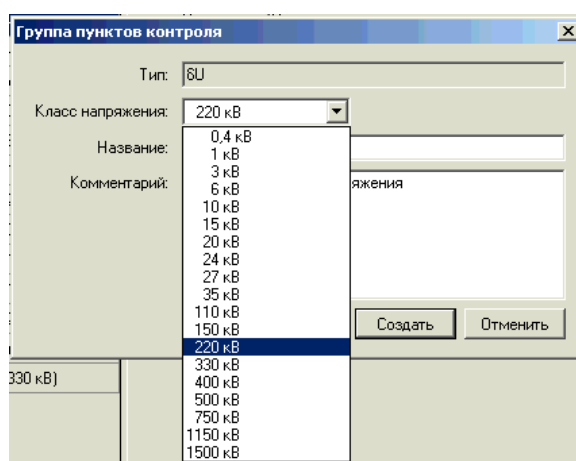 Группа пунктов контроля
Тип: δU
Класс напряжения: 220 кВ
Название:
Комментарий: яжения
0,4 кВ
1 кВ
3 кВ
6 кВ
10 кВ
15 кВ
20 кВ
24 кВ
27 кВ
35 кВ
110 кВ
150 кВ
220 кВ
330 кВ
400 кВ
500 кВ
750 кВ
1150 кВ
1500 кВ
Создать Отменить
330 кВ)